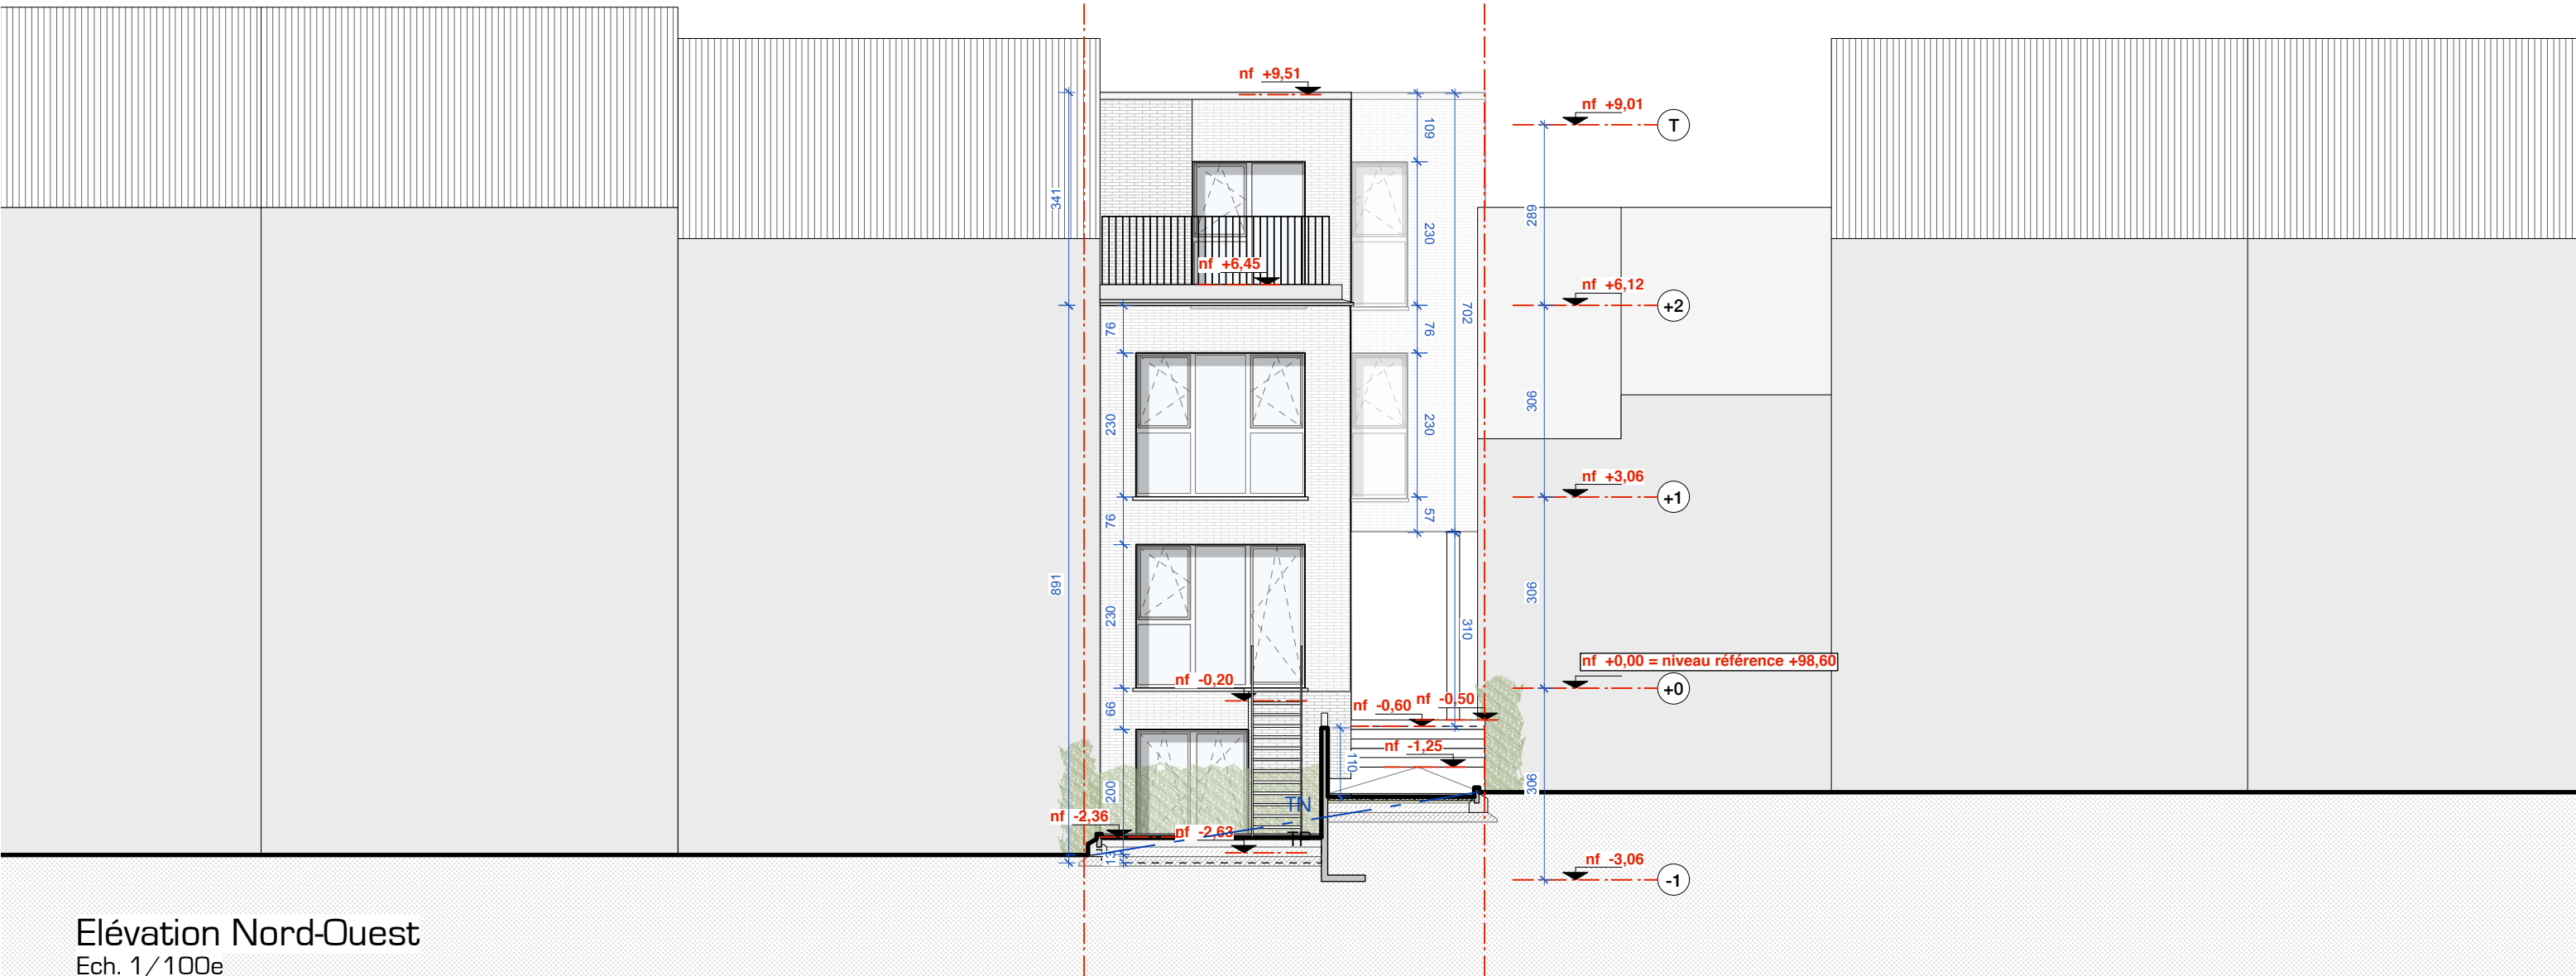 nf +9,51
nf +9,01
T
109
341
289
230
nf +6,45
nf +6,12
+2
702
76
76
306
230
230
nf +3,06
+1
57
76
891
306
230
310
nf +0,00 = niveau référence +98,60
+0
nf -0,20
nf -0,50
nf -0,60
66
nf -1,25
110
306
200
TN
nf -2,36
nf -2,63
13
nf -3,06
-1
Elévation Nord-Ouest
Ech. 1/100e